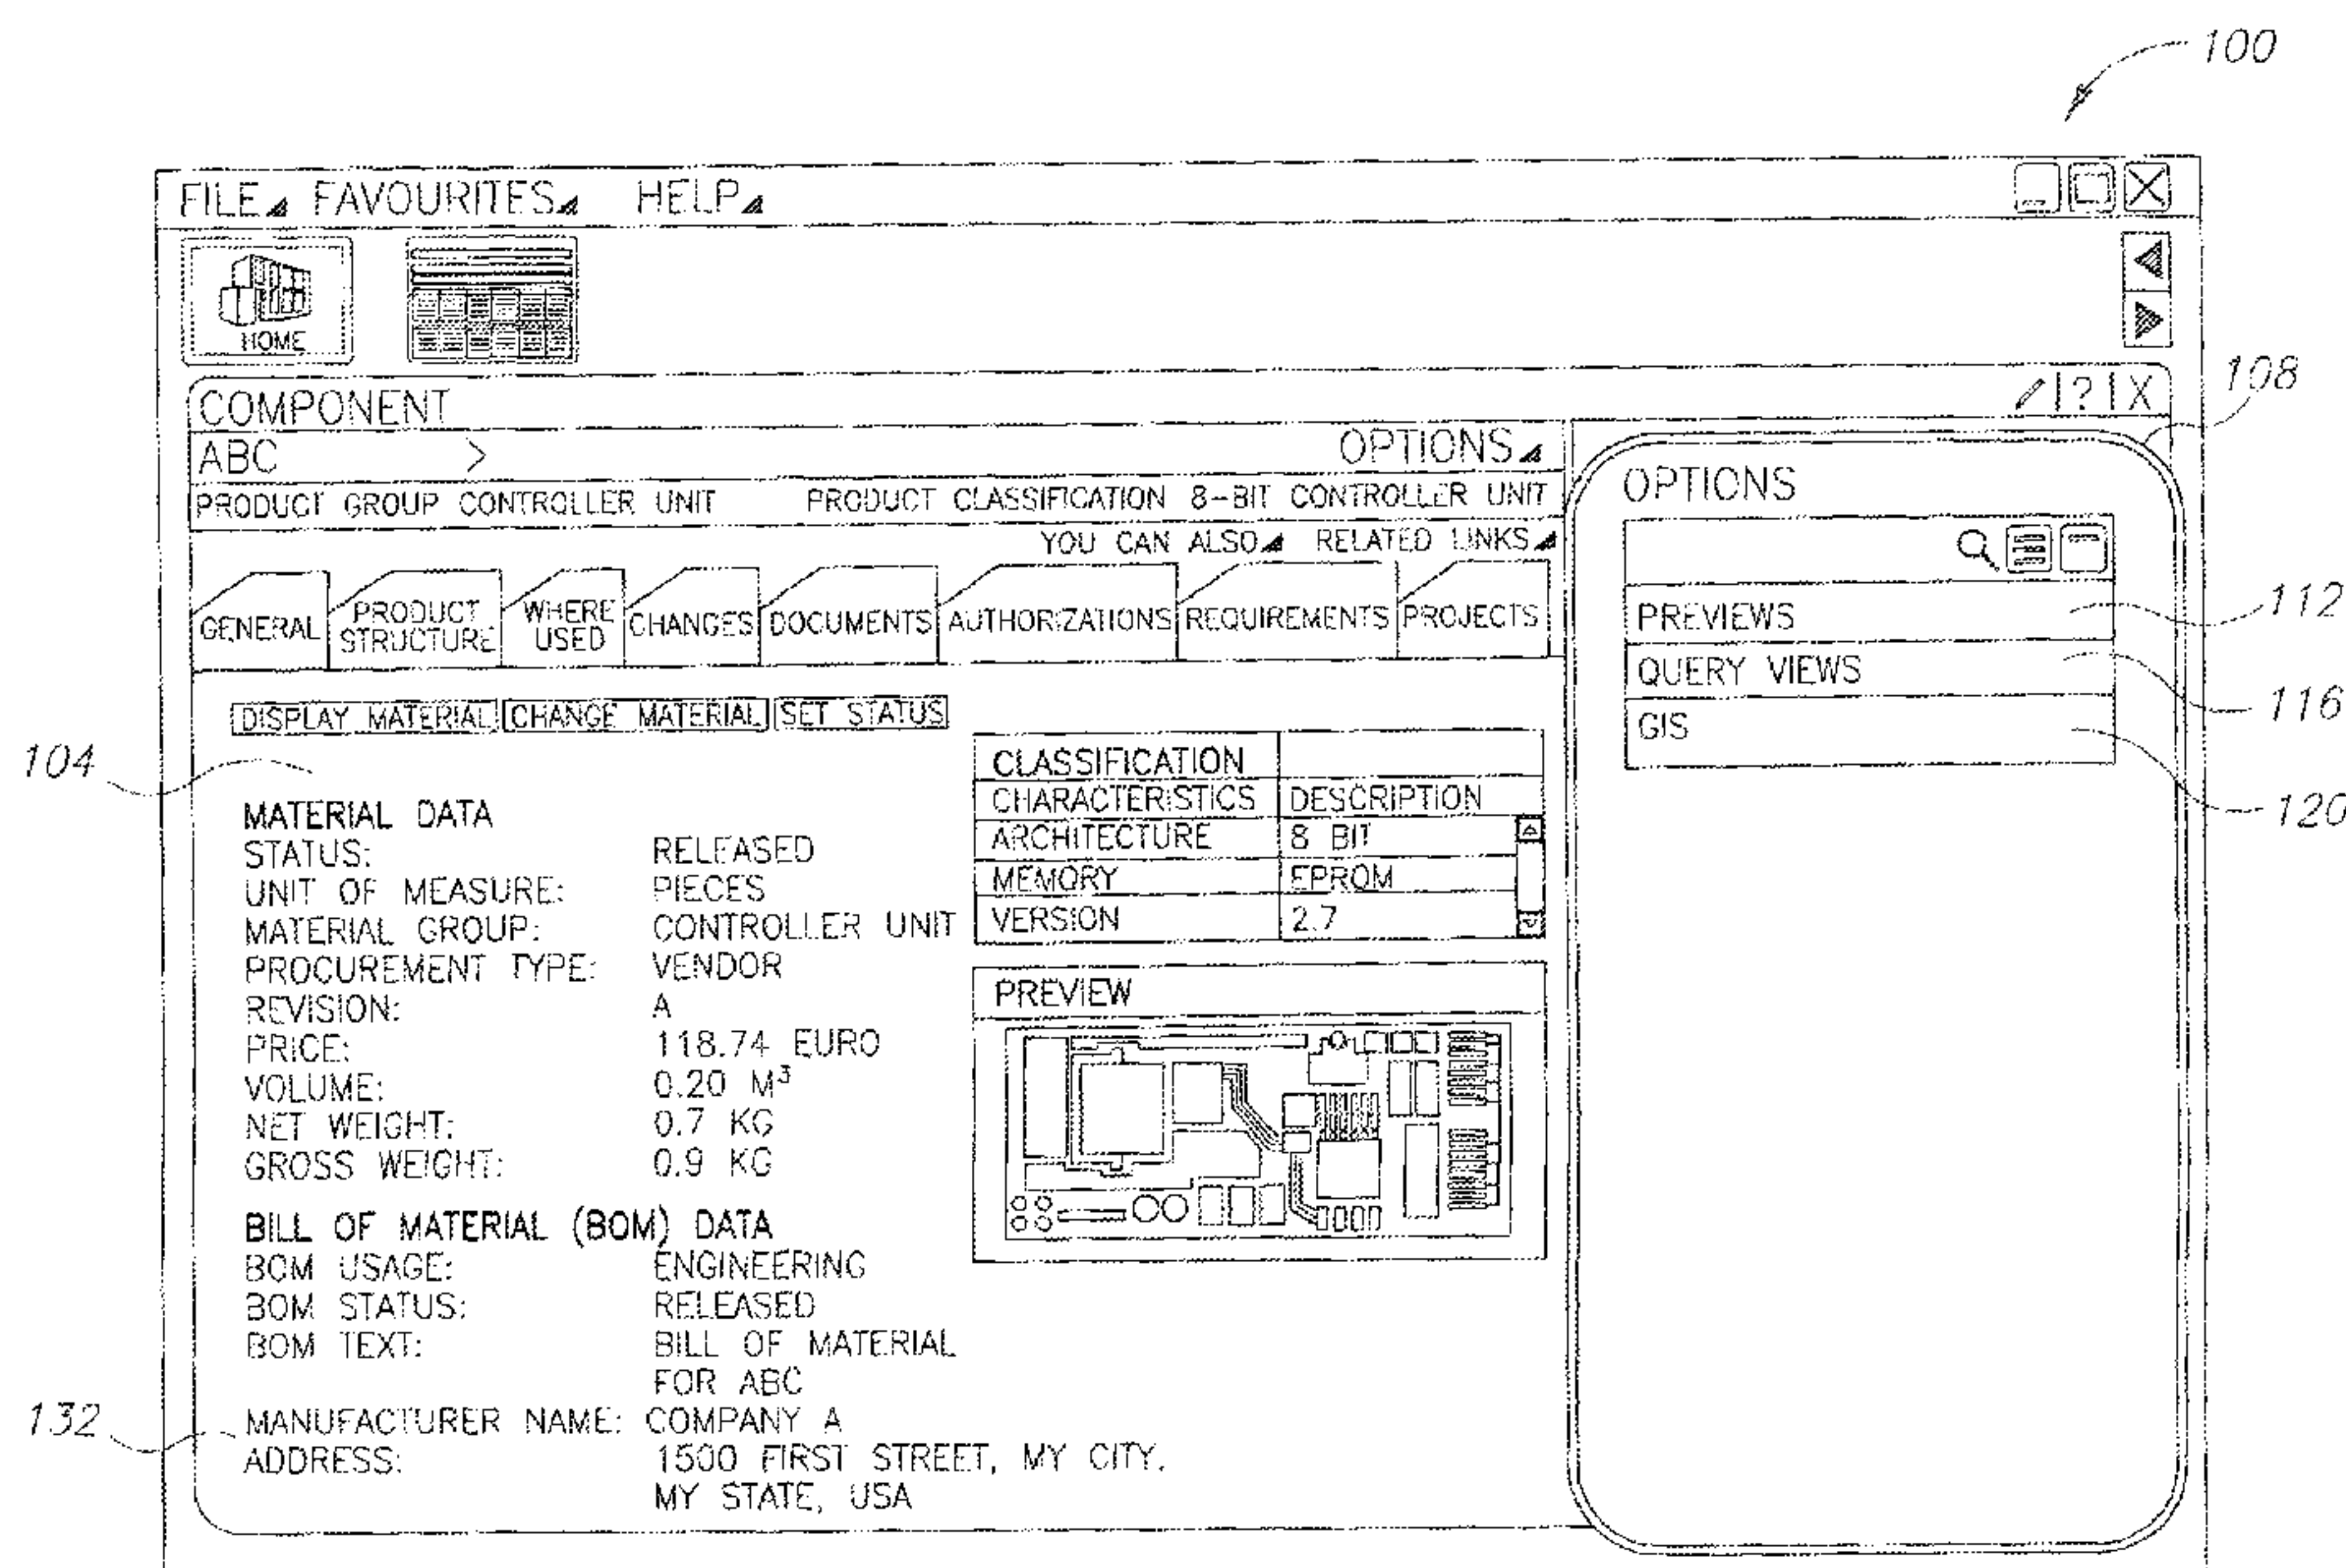 100
FILE FAVOURITES HELP
HOME
108
COMPONENT ? X
ABC > OPTIONS
PRODUCT GROUP CONTROLLER UNIT PRODUCT CLASSIFICATION 8-BIT CONTROLLER UNIT
YOU CAN ALSO RELATED LINKS
GENERAL PRODUCT STRUCTURE WHERE USED CHANGES DOCUMENTS AUTHORIZATIONS REQUIREMENTS PROJECTS
DISPLAY MATERIAL CHANGE MATERIAL SET STATUS
104
MATERIAL DATA
STATUS: RELEASED
UNIT OF MEASURE: PIECES
MATERIAL GROUP: CONTROLLER UNIT
PROCUREMENT TYPE: VENDOR
REVISION: A
PRICE: 118.74 EURO
VOLUME: 0.20 M³
NET WEIGHT: 0.7 KG
GROSS WEIGHT: 0.9 KG
BILL OF MATERIAL (BOM) DATA
BOM USAGE: ENGINEERING
BOM STATUS: RELEASED
BOM TEXT: BILL OF MATERIAL
FOR ABC
132
MANUFACTURER NAME: COMPANY A
ADDRESS: 1500 FIRST STREET, MY CITY,
MY STATE, USA
CLASSIFICATION
CHARACTERISTICS DESCRIPTION
ARCHITECTURE 8 BIT
MEMORY EPROM
VERSION 2.7
PREVIEW
OPTIONS
PREVIEWS 112
QUERY VIEWS 116
GIS 120